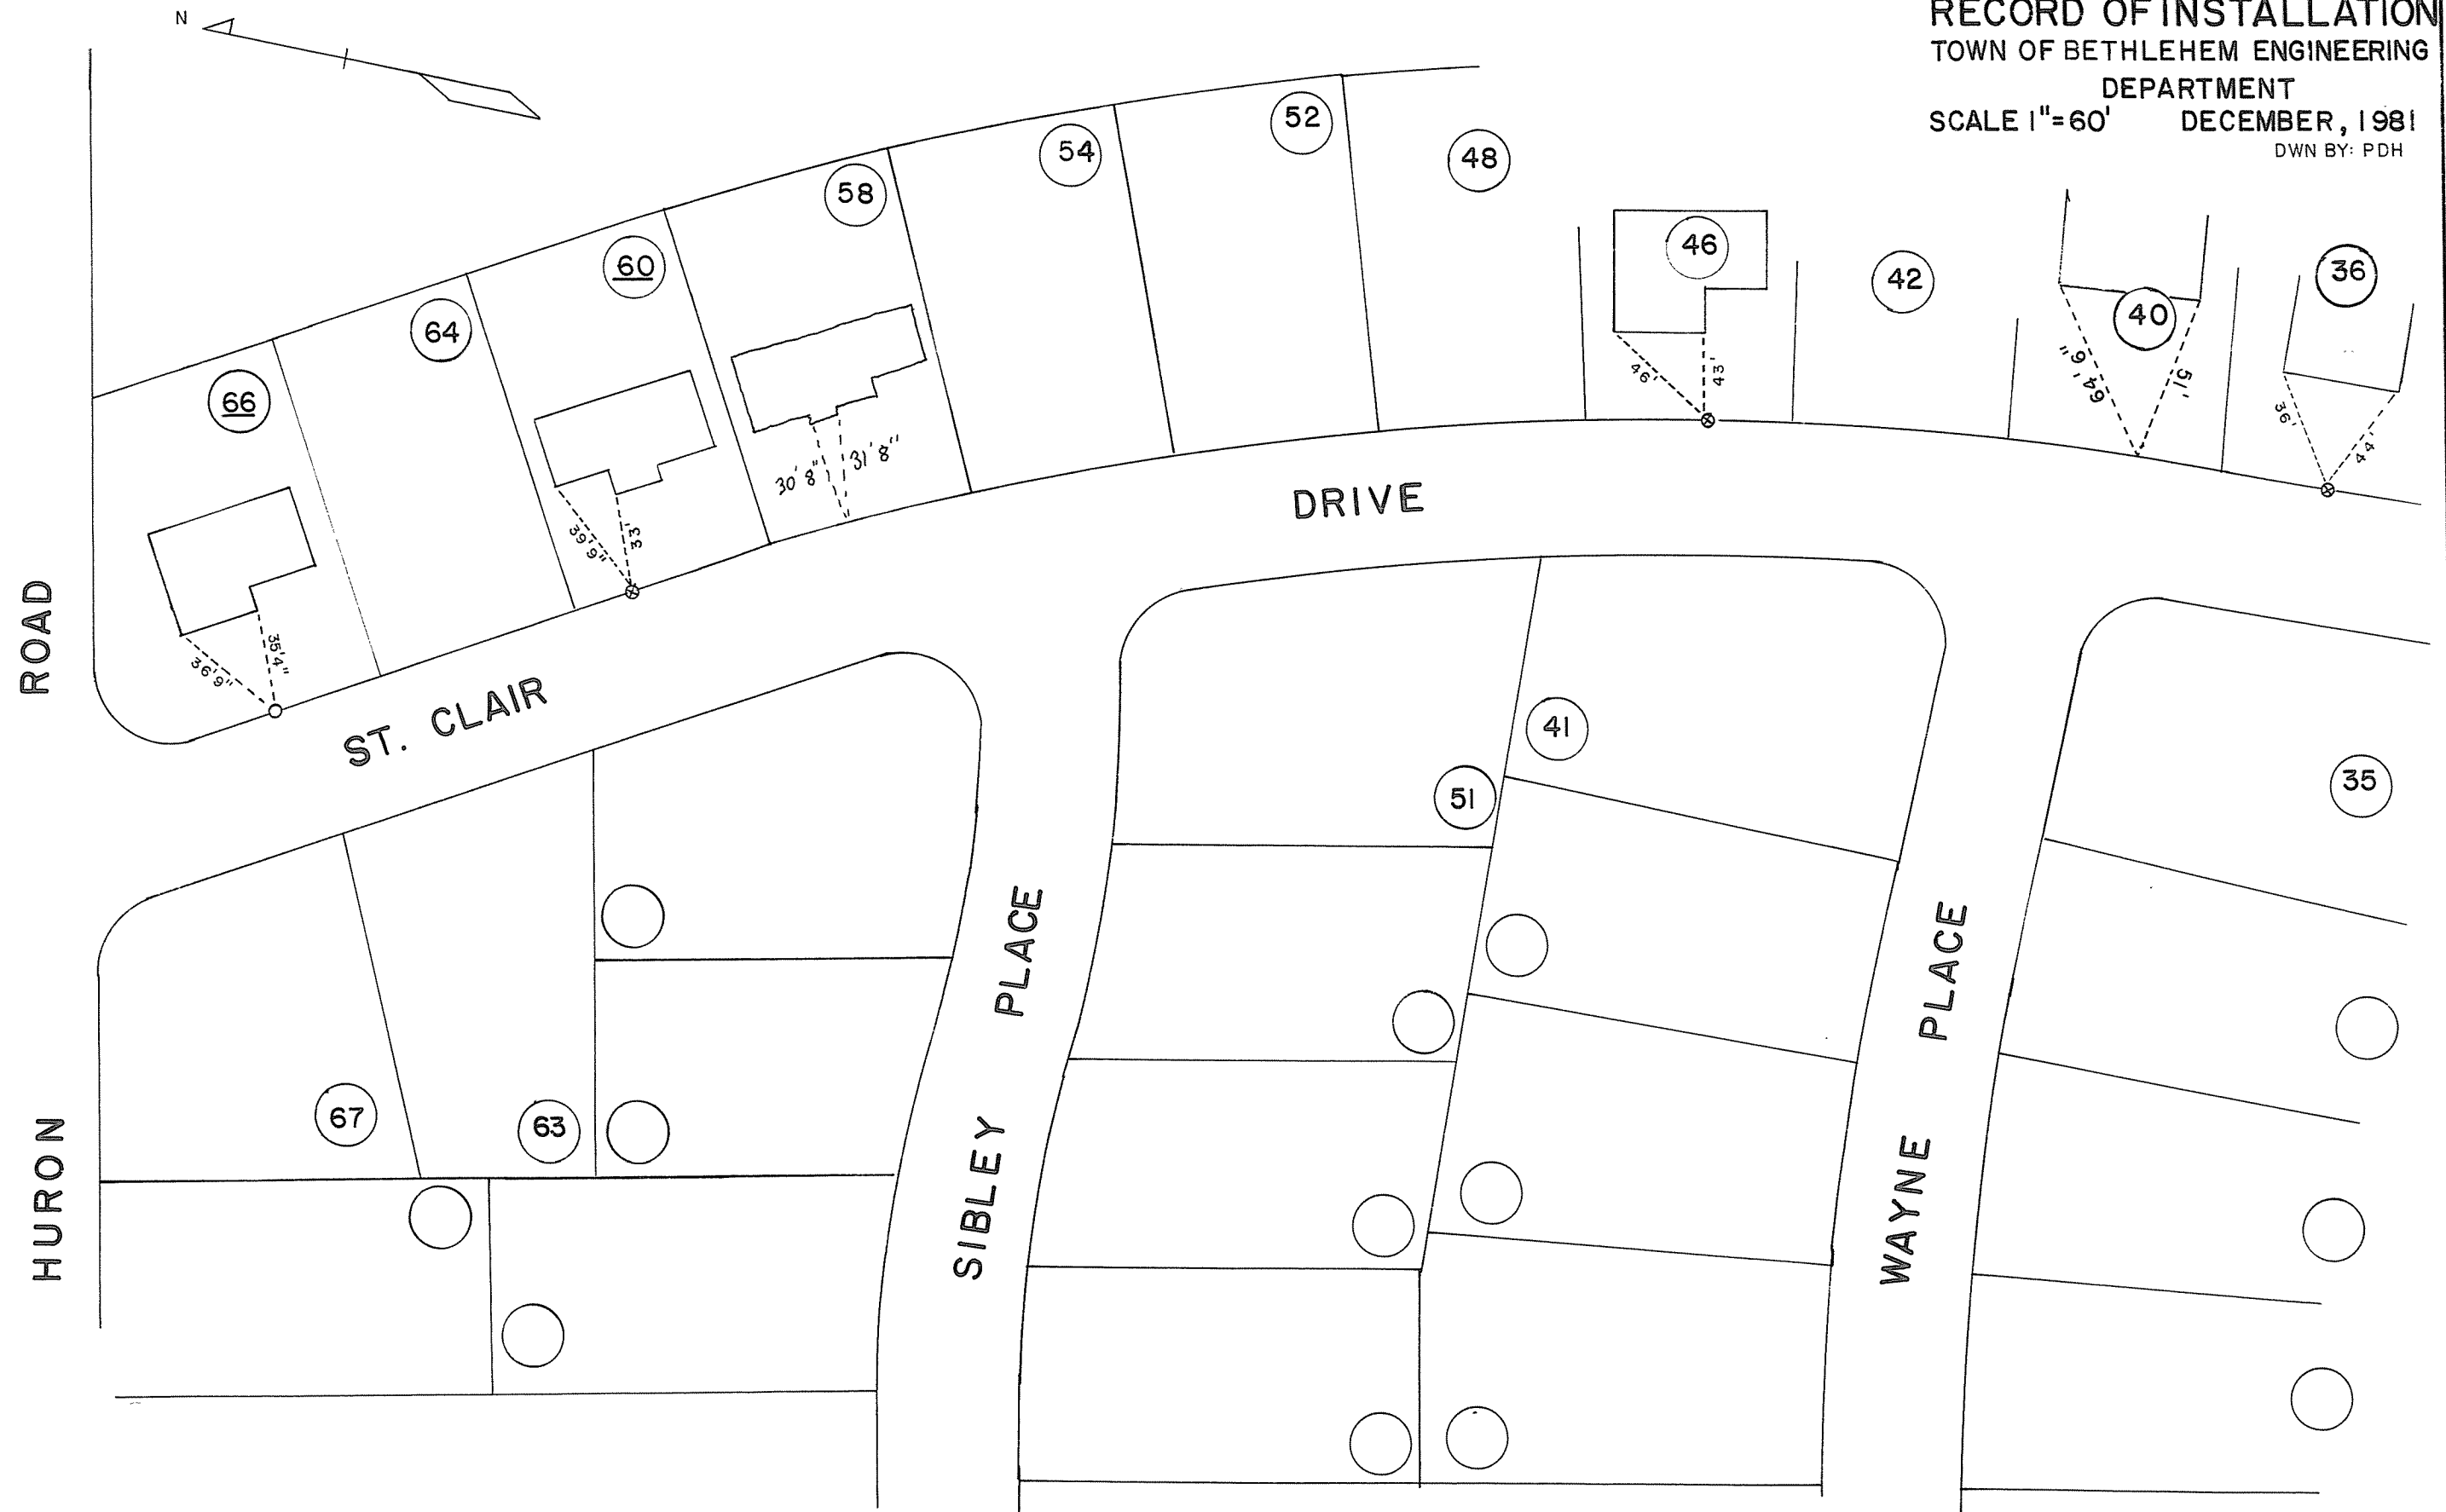 N
RECORD OF INSTALLATION
TOWN OF BETHLEHEM ENGINEERING
DEPARTMENT
SCALE 1"=60' DECEMBER, 1981
DWN BY: PDH
66
64
60
58
54
52
48
46
42
40
36
36'9"
35'4"
39'9"
33'
30'8"
31'8"
46'
43'
64'6"
51'
36'
44'
ST. CLAIR
DRIVE
HURON
ROAD
SIBLEY PLACE
WAYNE PLACE
67
63
51
41
35